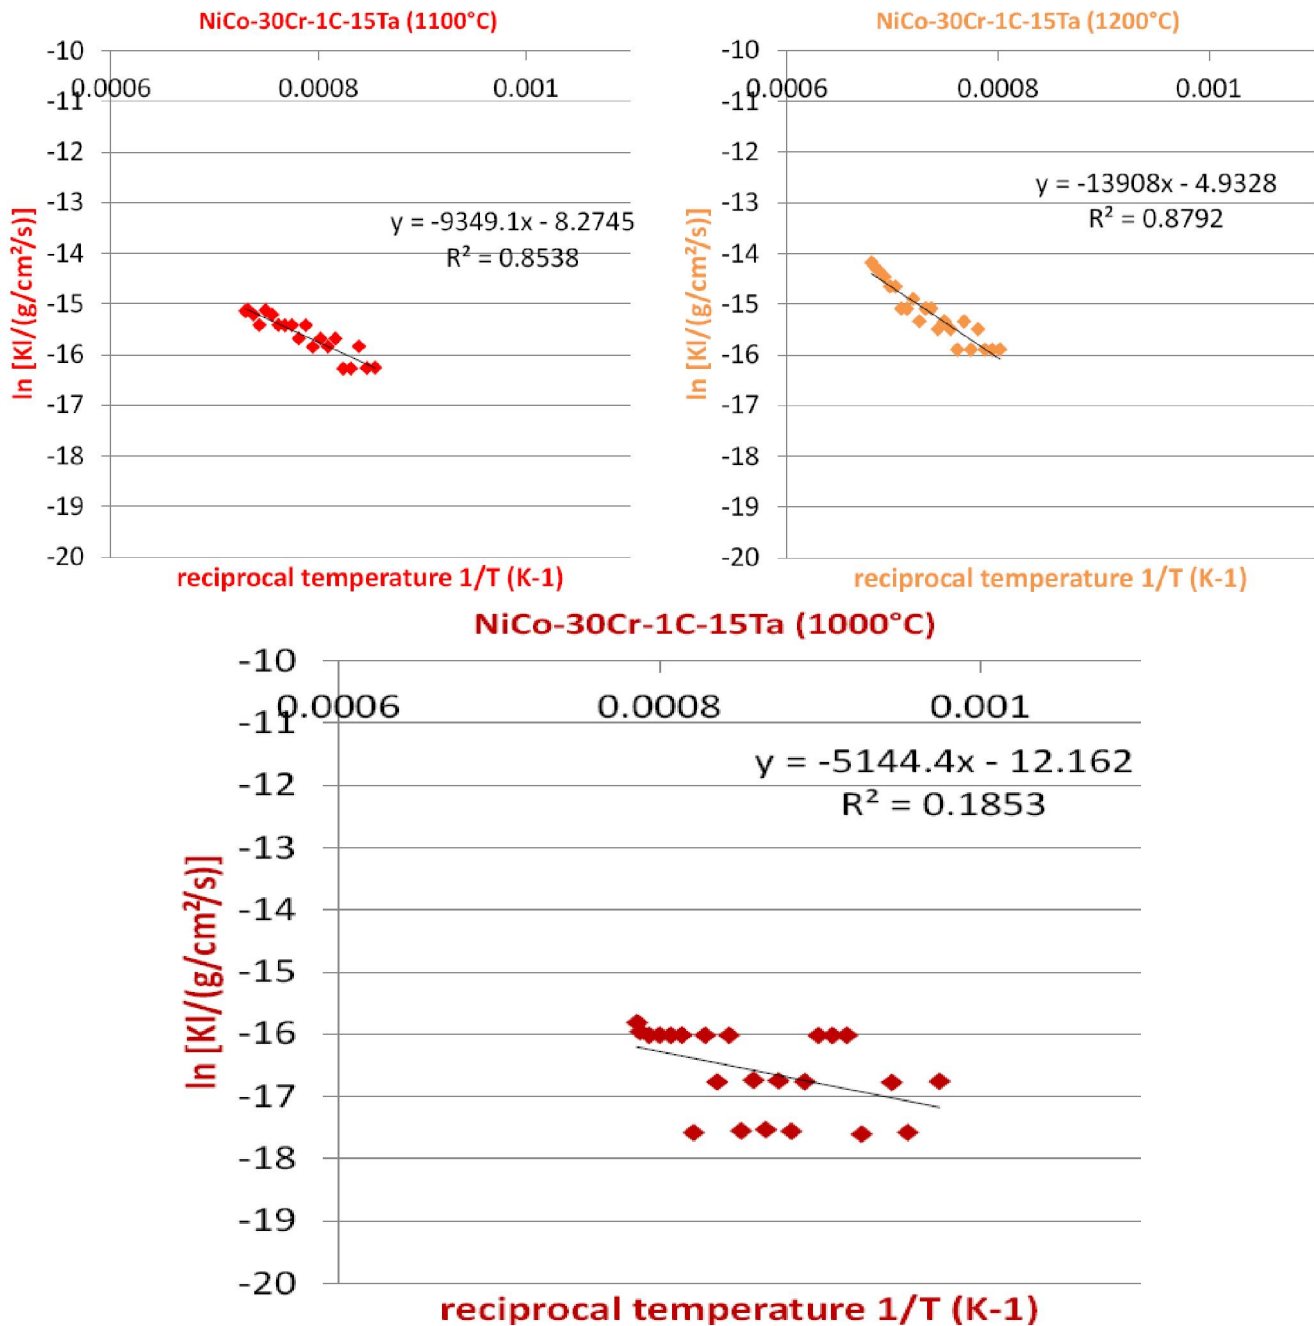 NiCo-30Cr-1C-15Ta (1100°C)
-10
0.0006 0.0008 0.001
-11
-12
-13
y = -9349.1x - 8.2745
R² = 0.8538
-14
-15
-16
-17
-18
-19
-20
ln [Kl/(g/cm²/s)]
reciprocal temperature 1/T (K-1)
NiCo-30Cr-1C-15Ta (1200°C)
-10
0.0006 0.0008 0.001
-11
-12
y = -13908x - 4.9328
-13
R² = 0.8792
-14
-15
-16
-17
-18
-19
-20
ln [Kl/(g/cm²/s)]
reciprocal temperature 1/T (K-1)
NiCo-30Cr-1C-15Ta (1000°C)
-10
0.0006 0.0008 0.001
-11
y = -5144.4x - 12.162
-12
R² = 0.1853
-13
-14
-15
-16
-17
-18
-19
-20
ln [Kl/(g/cm²/s)]
reciprocal temperature 1/T (K-1)